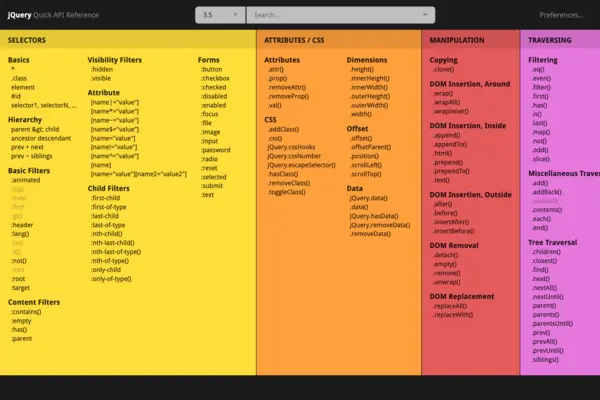 jQuery Quick API Reference
3.5
Search...
Preferences...
SELECTORS
Basics
*
.class
element
#id
selector1, selectorN, ...
Hierarchy
parent &gt; child
ancestor descendant
prev + next
prev ~ siblings
Basic Filters
:animated
:eq()
:even
:first
:gt()
:header
:lang()
:last
:lt()
:not()
:odd
:root
:target
Content Filters
:contains()
:empty
:has()
:parent
Visibility Filters
:hidden
:visible
Attribute
[name|="value"]
[name*="value"]
[name~="value"]
[name$="value"]
[name="value"]
[name!="value"]
[name^="value"]
[name]
[name="value"][name2="value2"]
Child Filters
:first-child
:first-of-type
:last-child
:last-of-type
:nth-child()
:nth-last-child()
:nth-last-of-type()
:nth-of-type()
:only-child
:only-of-type()
Forms
:button
:checkbox
:checked
:disabled
:enabled
:focus
:file
:image
:input
:password
:radio
:reset
:selected
:submit
:text
ATTRIBUTES / CSS
Attributes
.attr()
.prop()
.removeAttr()
.removeProp()
.val()
CSS
.addClass()
.css()
jQuery.cssHooks
jQuery.cssNumber
jQuery.escapeSelector()
.hasClass()
.removeClass()
.toggleClass()
Dimensions
.height()
.innerHeight()
.innerWidth()
.outerHeight()
.outerWidth()
.width()
Offset
.offset()
.offsetParent()
.position()
.scrollLeft()
.scrollTop()
Data
jQuery.data()
.data()
jQuery.hasData()
jQuery.removeData()
.removeData()
MANIPULATION
Copying
.clone()
DOM Insertion, Around
.wrap()
.wrapAll()
.wrapInner()
DOM Insertion, Inside
.append()
.appendTo()
.html()
.prepend()
.prependTo()
.text()
DOM Insertion, Outside
.after()
.before()
.insertAfter()
.insertBefore()
DOM Removal
.detach()
.empty()
.remove()
.unwrap()
DOM Replacement
.replaceAll()
.replaceWith()
TRAVERSING
Filtering
.eq()
.even()
.filter()
.first()
.has()
.is()
.last()
.map()
.not()
.odd()
.slice()
Miscellaneous Traver
.add()
.addBack()
.contents()
.each()
.end()
Tree Traversal
.children()
.closest()
.find()
.next()
.nextAll()
.nextUntil()
.parent()
.parents()
.parentsUntil()
.prev()
.prevAll()
.prevUntil()
.siblings()